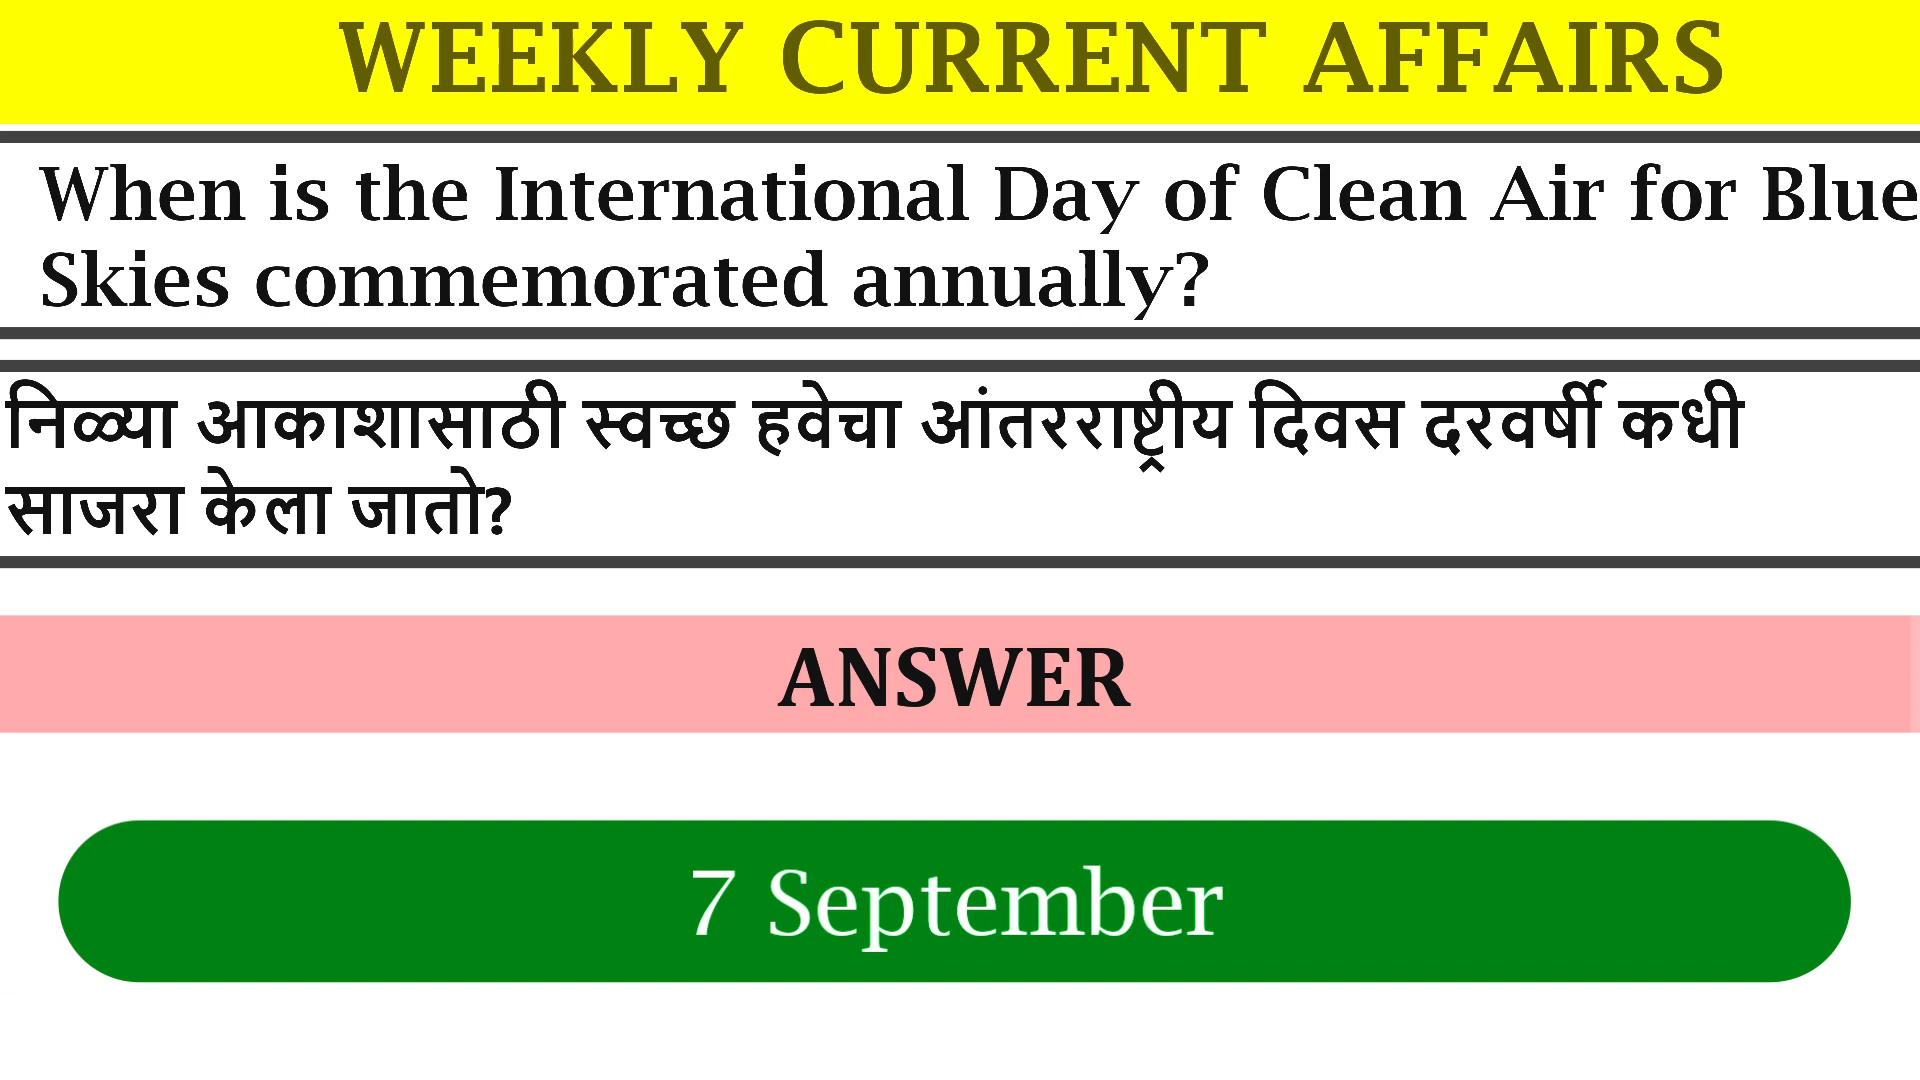 WEEKLY CURRENT AFFAIRS
When is the International Day of Clean Air for Blue
Skies commemorated annually?
निळ्या आकाशासाठी स्वच्छ हवेचा आंतरराष्ट्रीय दिवस दरवर्षी कधी
साजरा केला जातो?
ANSWER
7 September